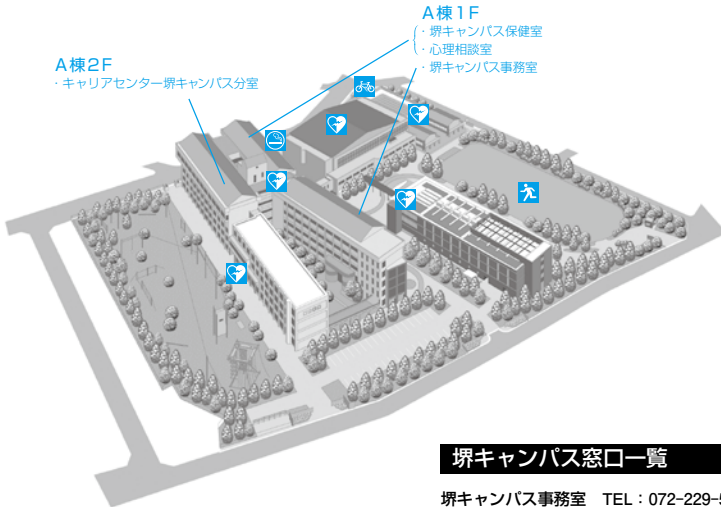 A棟1F
・堺キャンパス保健室
・心理相談室
・堺キャンパス事務室
A棟2F
・キャリアセンター堺キャンパス分室
堺キャンパス窓口一覧
堺キャンパス事務室 TEL：072-229-